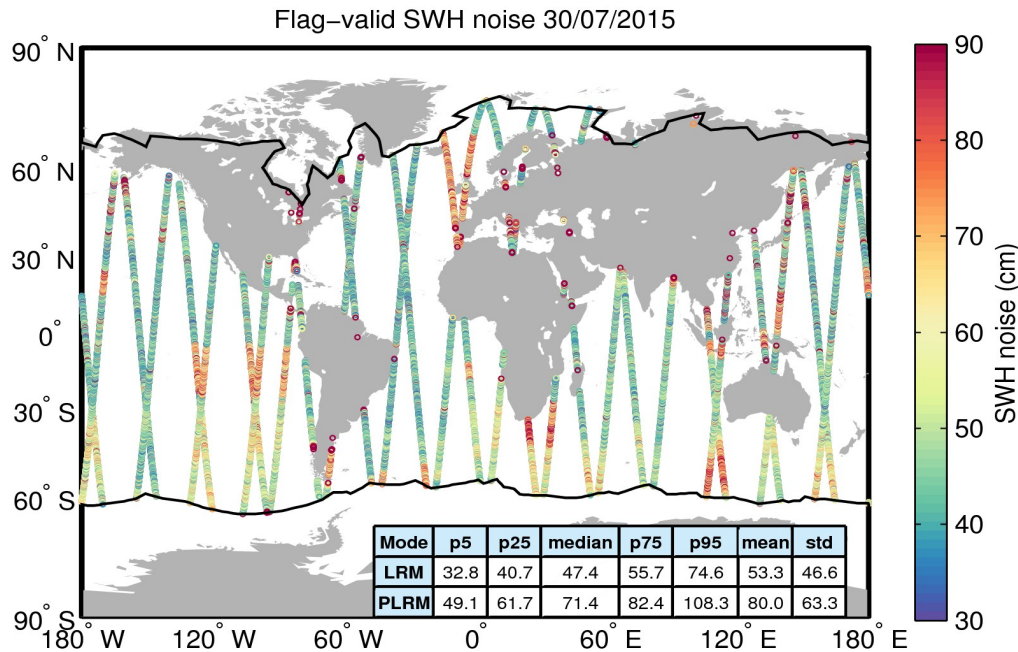 Flag−valid SWH noise 30/07/2015
90° N
60° N
30° N
0°
30° S
60° S
90° S
180° W
120° W
60° W
0°
60° E
120° E
180° E
Mode p5 p25 median p75 p95 mean std
LRM 32.8 40.7 47.4 55.7 74.6 53.3 46.6
PLRM 49.1 61.7 71.4 82.4 108.3 80.0 63.3
90
80
70
60
50
40
30
SWH noise (cm)